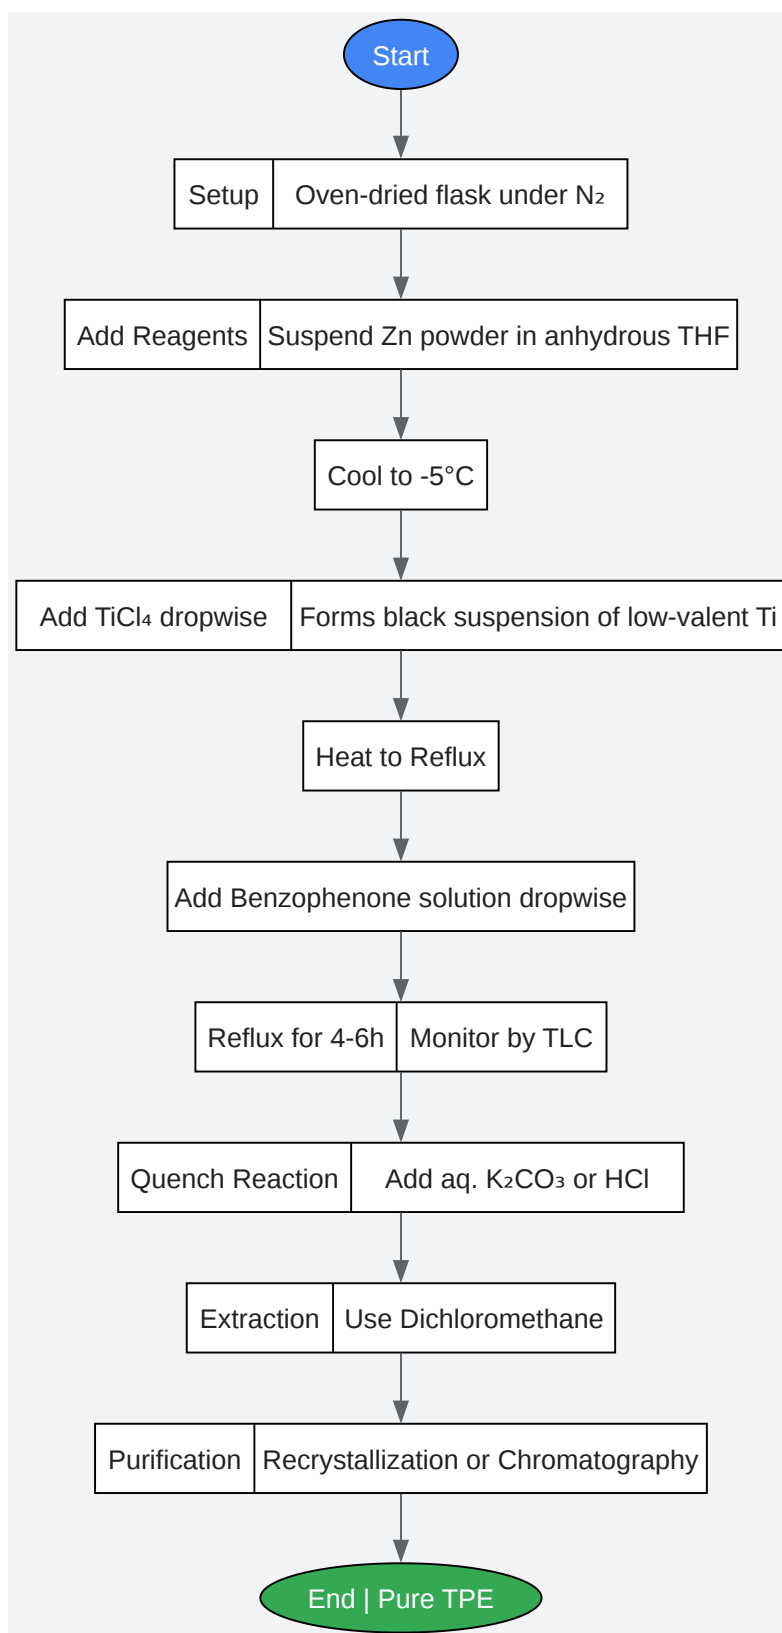 Start
Setup
Oven-dried flask under N₂
Add Reagents
Suspend Zn powder in anhydrous THF
Cool to -5°C
Add TiCl₄ dropwise
Forms black suspension of low-valent Ti
Heat to Reflux
Add Benzophenone solution dropwise
Reflux for 4-6h
Monitor by TLC
Quench Reaction
Add aq. K₂CO₃ or HCl
Extraction
Use Dichloromethane
Purification
Recrystallization or Chromatography
End | Pure TPE